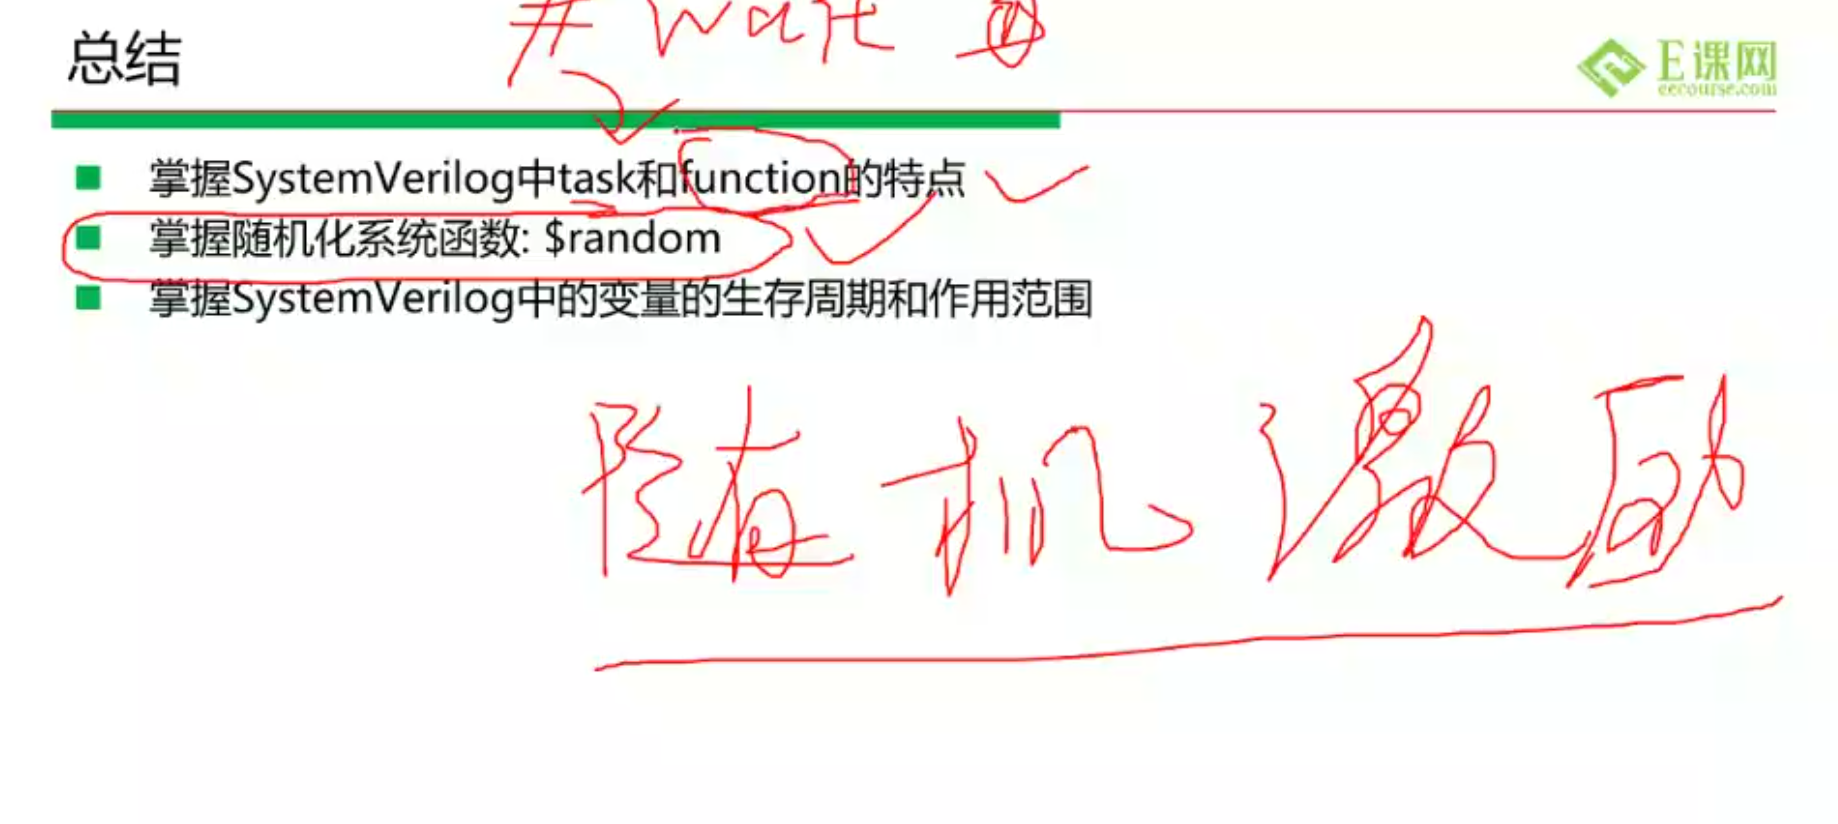 # wait @
总结
E课网
eecourse.com
掌握SystemVerilog中task和function的特点
掌握随机化系统函数: $random
掌握SystemVerilog中的变量的生存周期和作用范围
随机激励